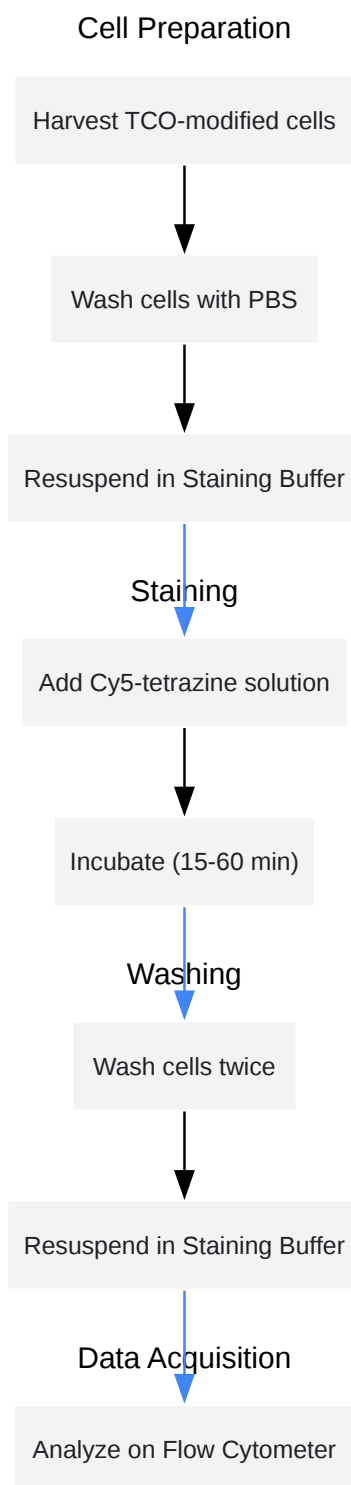 Cell Preparation
Harvest TCO-modified cells
Wash cells with PBS
Resuspend in Staining Buffer
Staining
Add Cy5-tetrazine solution
Incubate (15-60 min)
Washing
Wash cells twice
Resuspend in Staining Buffer
Data Acquisition
Analyze on Flow Cytometer